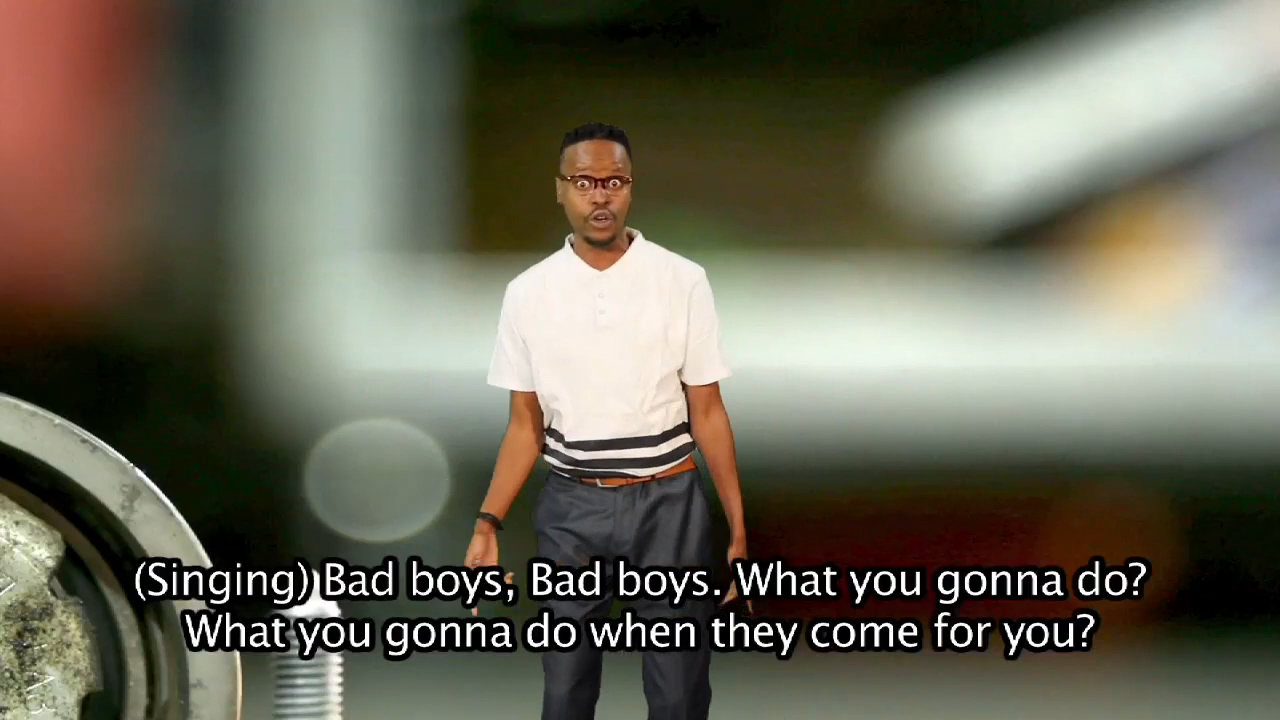 (Singing) Bad boys, Bad boys. What you gonna do?
What you gonna do when they come for you?